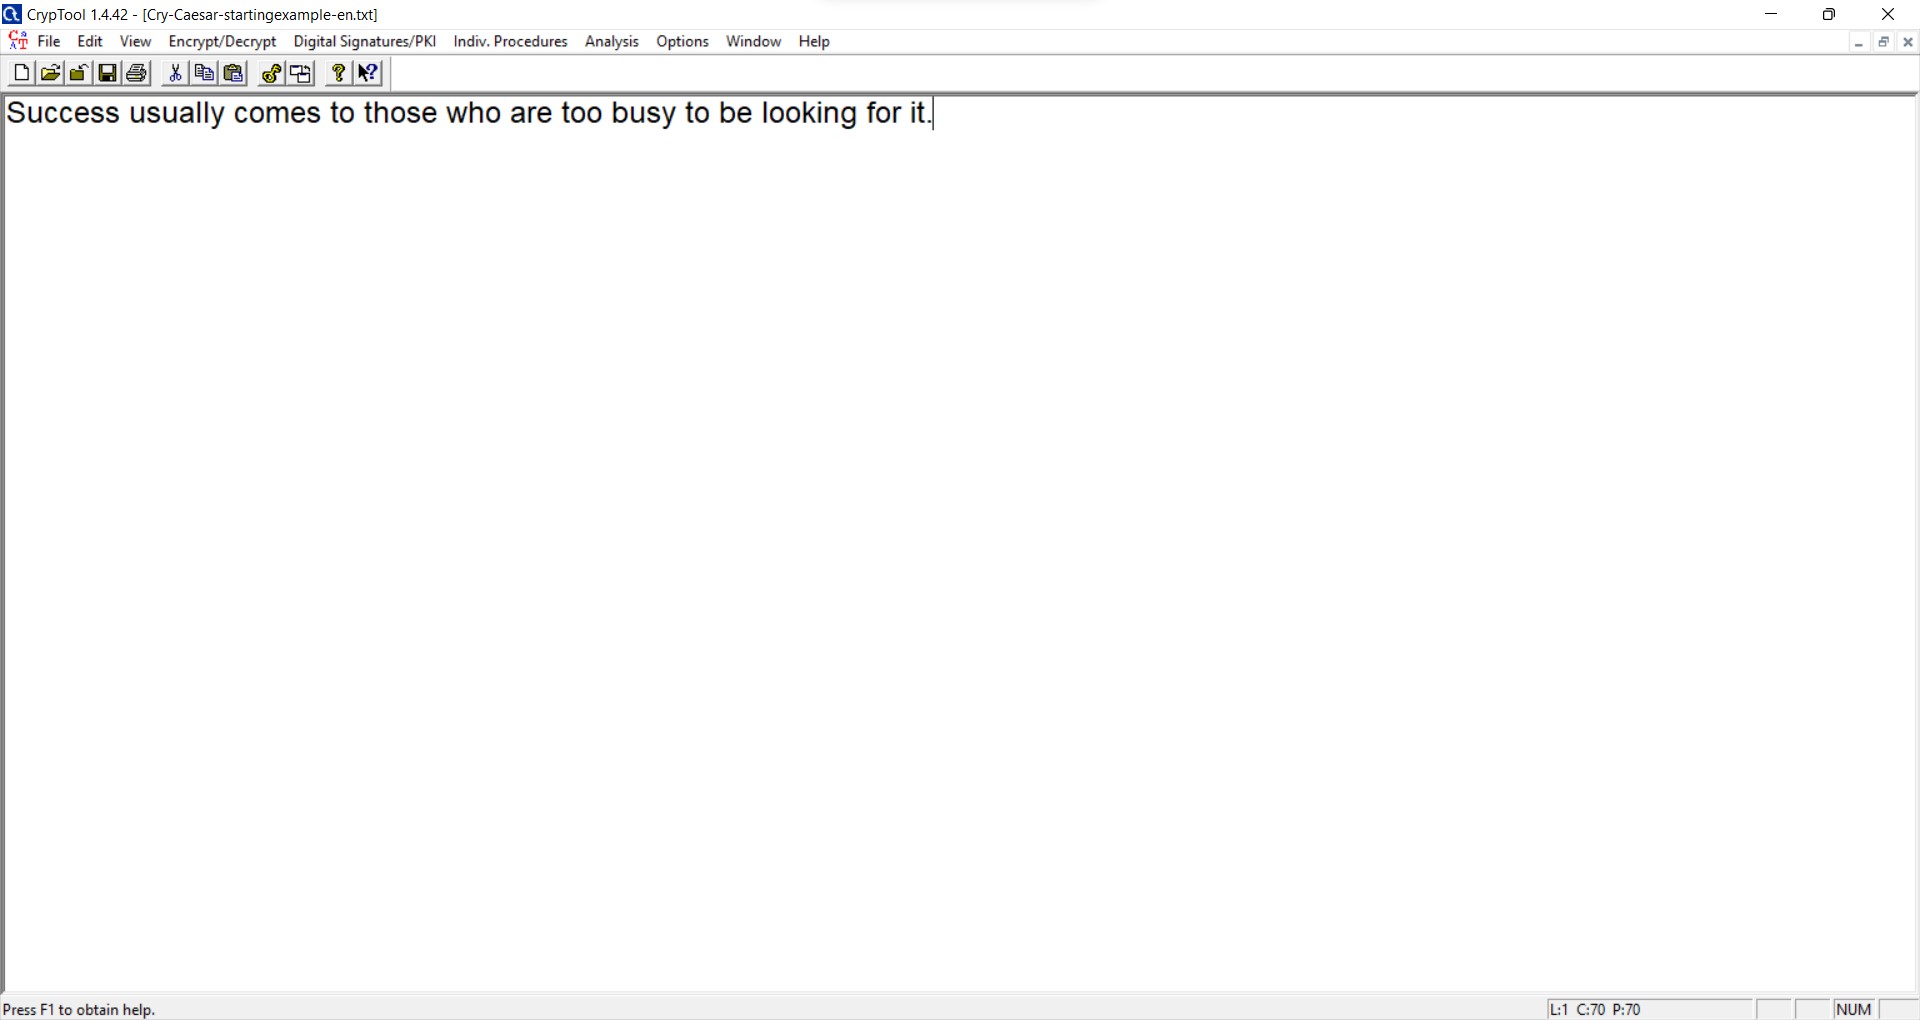 CrypTool 1.4.42 - [Cry-Caesar-startingexample-en.txt]
File Edit View Encrypt/Decrypt Digital Signatures/PKI Indiv. Procedures Analysis Options Window Help
Success usually comes to those who are too busy to be looking for it.
Press F1 to obtain help. L:1 C:70 P:70 NUM